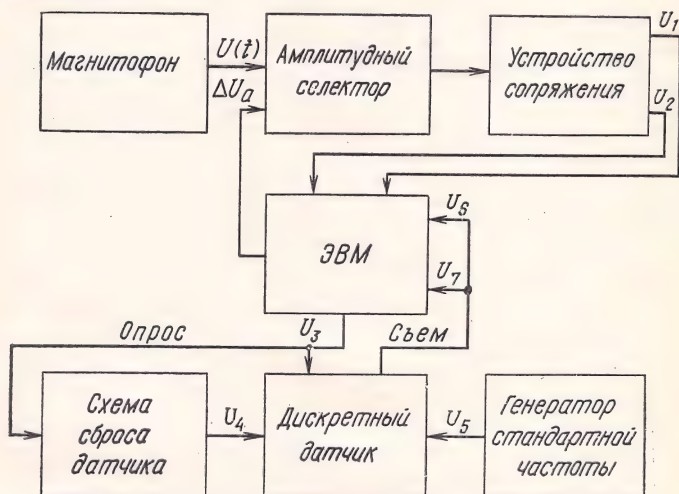 Магнитофон
U(t)
ΔUa
Амплитудный
селектор
Устройство
сопряжения
U1
U2
ЭВМ
U6
U7
Опрос
U3
Съем
Схема
сброса
датчика
U4
Дискретный
датчик
U5
Генератор
стандартной
частоты